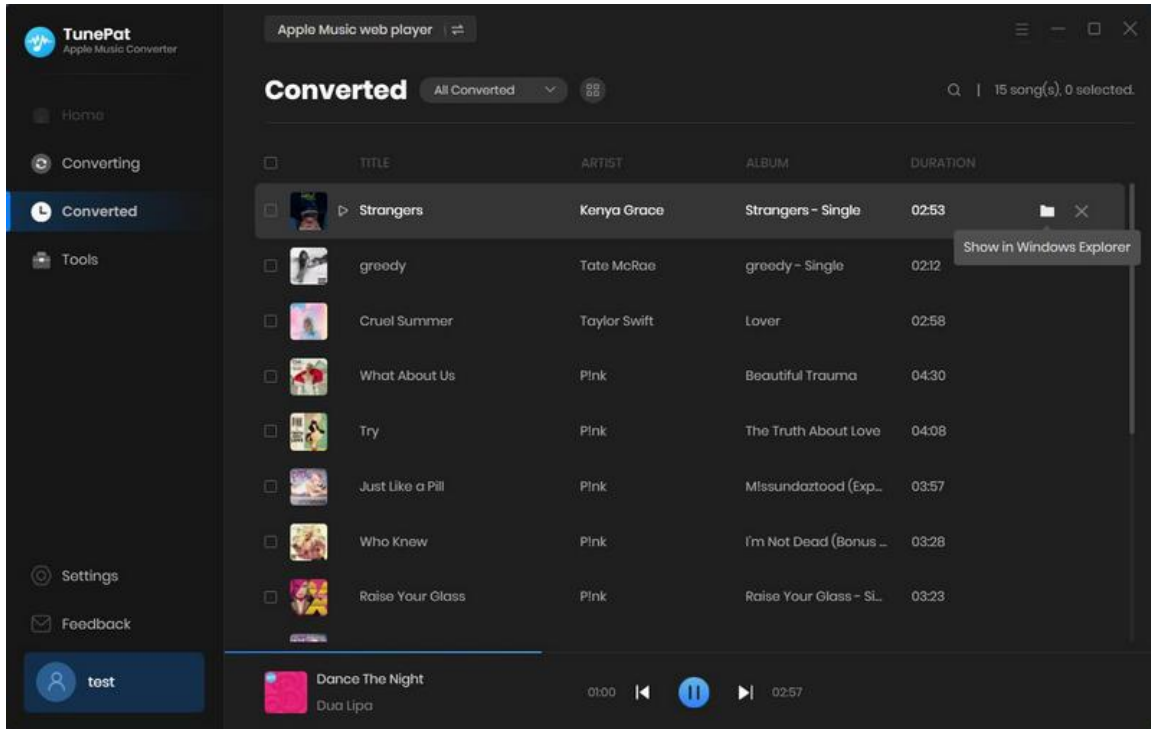 TunePat
Apple Music Converter
Apple Music web player
Converted
All Converted
15 song(s), 0 selected.
Home
Converting
Converted
Tools
TITLE ARTIST ALBUM DURATION
Strangers Kenya Grace Strangers - Single 02:53
Show in Windows Explorer
greedy Tate McRae greedy - Single 02:12
Cruel Summer Taylor Swift Lover 02:58
What About Us P!nk Beautiful Trauma 04:30
Try P!nk The Truth About Love 04:08
Just Like a Pill P!nk M!ssundaztood (Exp... 03:57
Who Knew P!nk I'm Not Dead (Bonus ... 03:28
Raise Your Glass P!nk Raise Your Glass - Si... 03:23
Settings
Feedback
test
Dance The Night
Dua Lipa
01:00 02:57